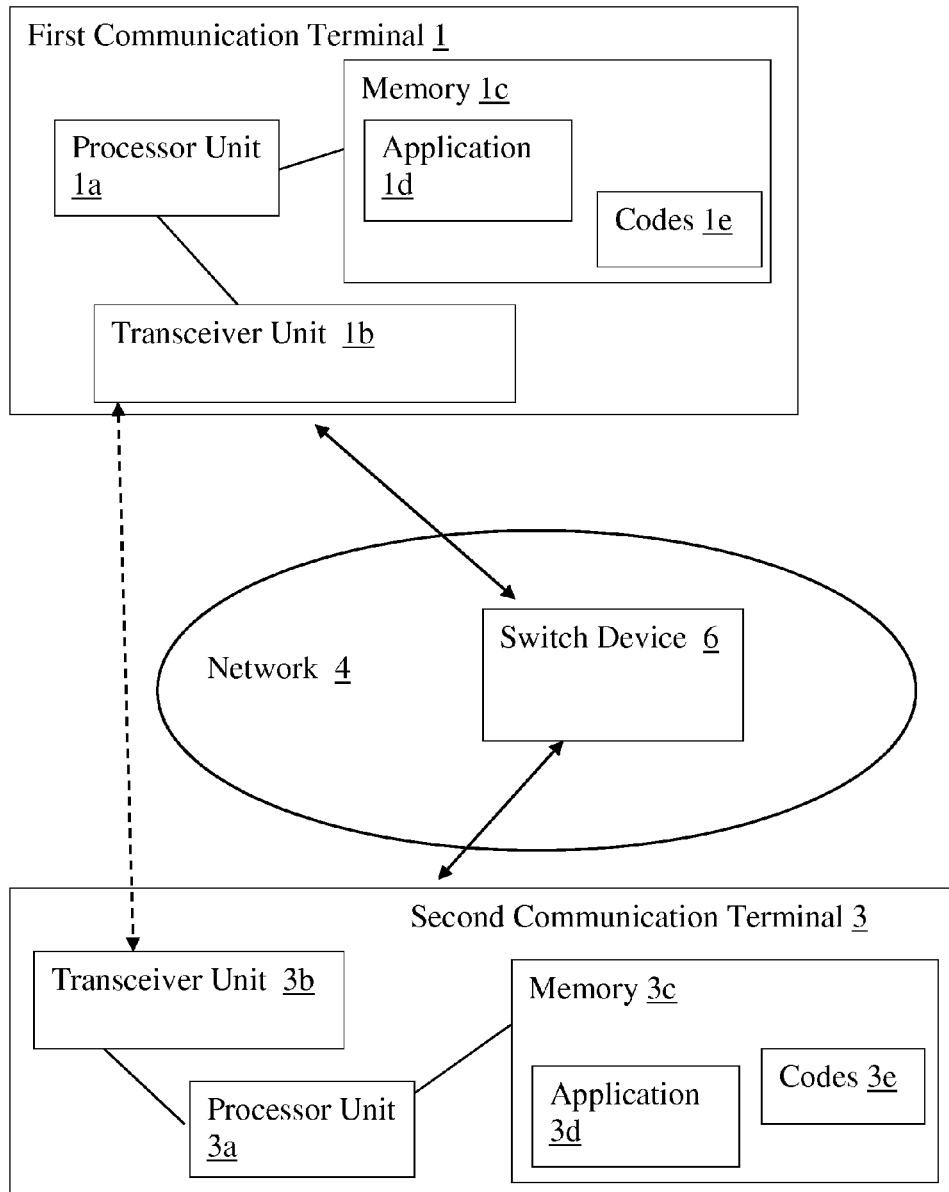 First Communication Terminal 1
Memory 1c
Processor Unit
1a
Application
1d
Codes 1e
Transceiver Unit 1b
Switch Device 6
Network 4
Second Communication Terminal 3
Transceiver Unit 3b
Memory 3c
Codes 3e
Processor Unit
3a
Application
3d